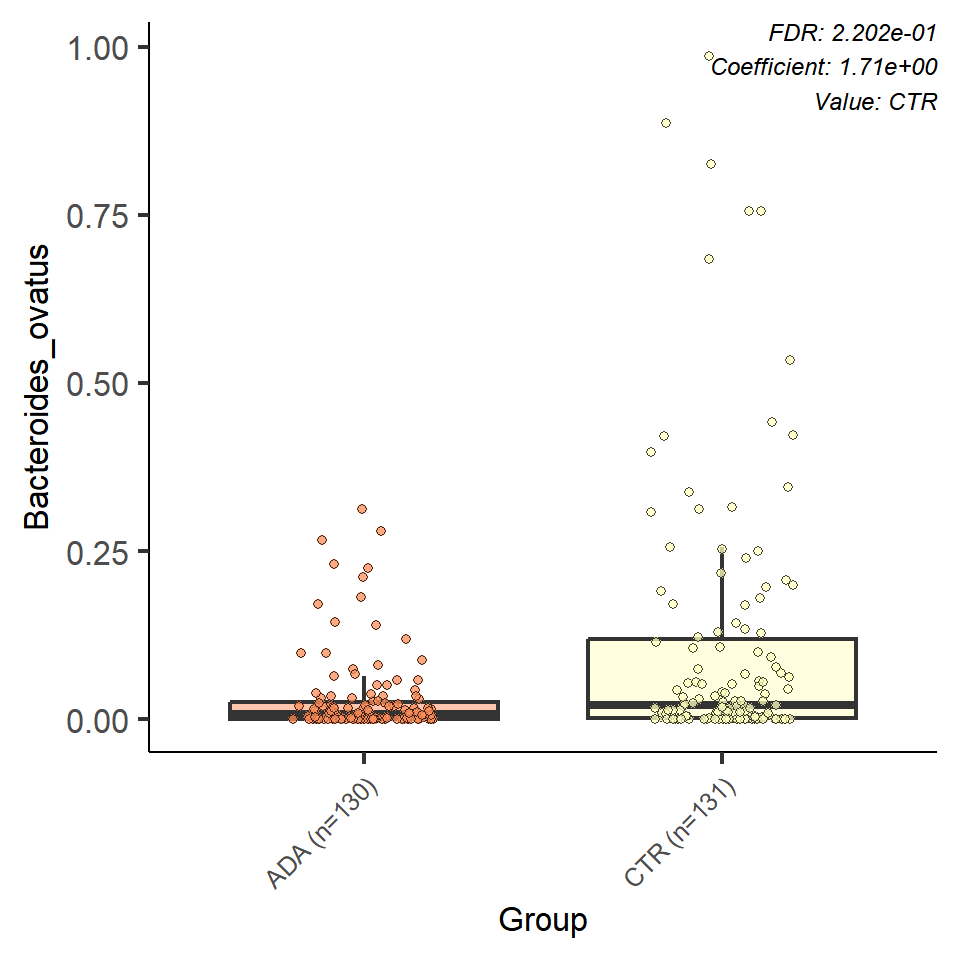 FDR: 2.202e-01
Coefficient: 1.71e+00
Value: CTR
1.00
0.75
0.50
0.25
0.00
Bacteroides_ovatus
ADA (n=130)
CTR (n=131)
Group